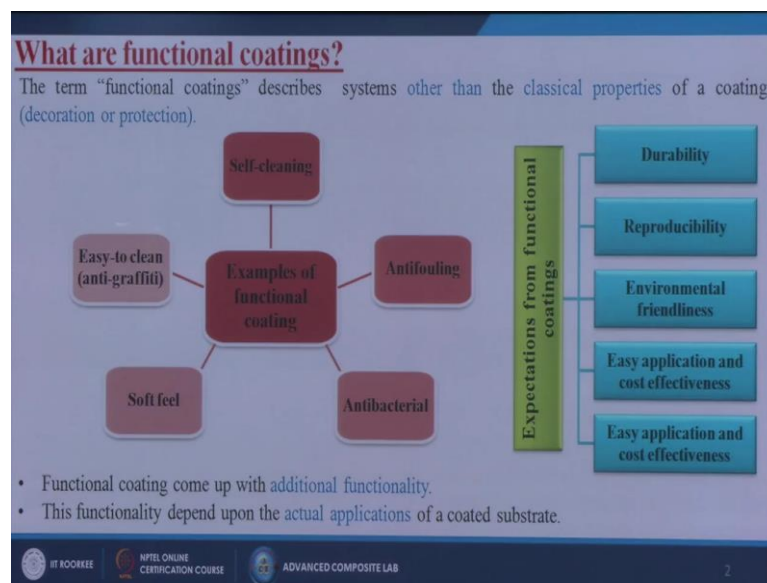 What are functional coatings?
The term “functional coatings” describes systems other than the classical properties of a coating
(decoration or protection).
Self-cleaning
Easy-to clean
(anti-graffiti)
Examples of
functional
coating
Antifouling
Soft feel
Antibacterial
Expectations from functional
coatings
Durability
Reproducibility
Environmental
friendliness
Easy application and
cost effectiveness
Easy application and
cost effectiveness
• Functional coating come up with additional functionality.
• This functionality depend upon the actual applications of a coated substrate.
IIT ROORKEE
NPTEL ONLINE
CERTIFICATION COURSE
ADVANCED COMPOSITE LAB
2